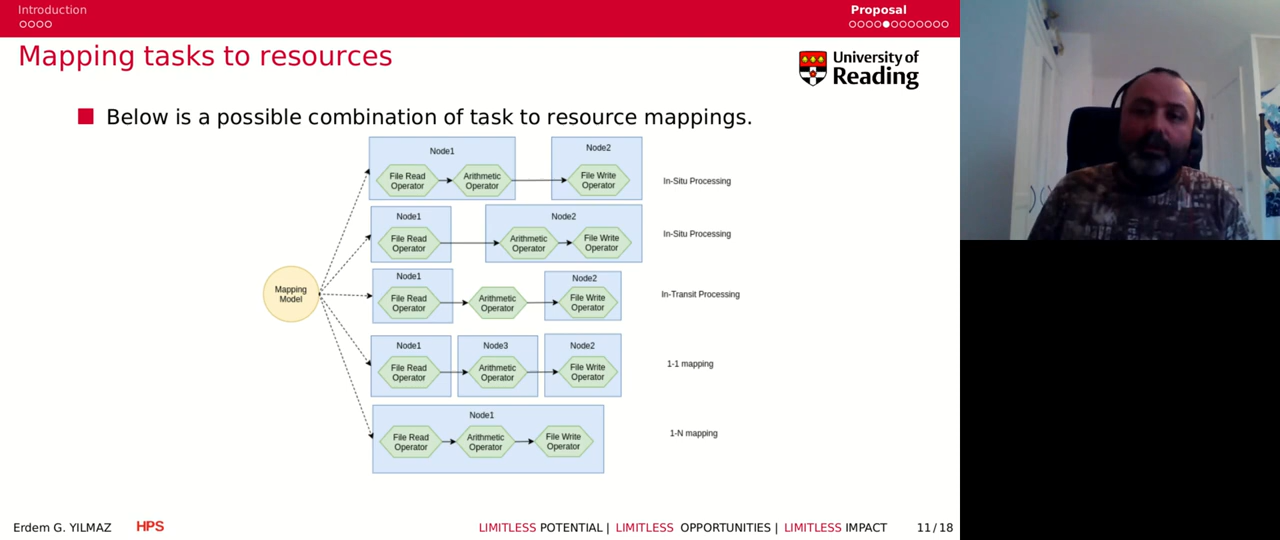 Introduction
Proposal
Mapping tasks to resources
University of
Reading
Below is a possible combination of task to resource mappings.
Node1
Node2
File Read
Operator
Arithmetic
Operator
File Write
Operator
In-Situ Processing
Node1
Node2
File Read
Operator
Arithmetic
Operator
File Write
Operator
In-Situ Processing
Mapping
Model
Node1
Node2
File Read
Operator
Arithmetic
Operator
File Write
Operator
In-Transit Processing
Node1
Node3
Node2
File Read
Operator
Arithmetic
Operator
File Write
Operator
1-1 mapping
Node1
File Read
Operator
Arithmetic
Operator
File Write
Operator
1-N mapping
Erdem G. YILMAZ
HPS
LIMITLESS POTENTIAL | LIMITLESS OPPORTUNITIES | LIMITLESS IMPACT
11/18